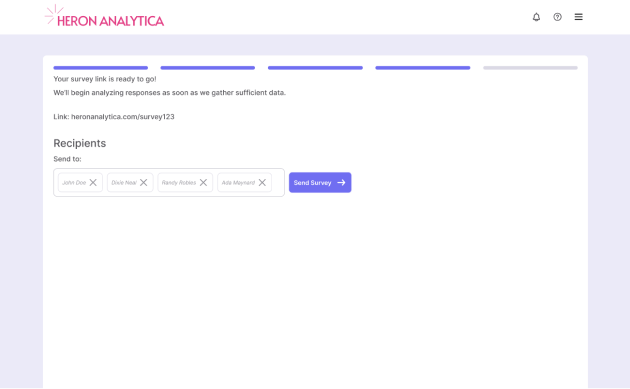 HERON ANALYTICA
Your survey link is ready to go!
We'll begin analyzing responses as soon as we gather sufficient data.
Link: heronanalytica.com/survey123
Recipients
Send to:
John Doe Dixie Neal Randy Robles Ada Maynard Send Survey